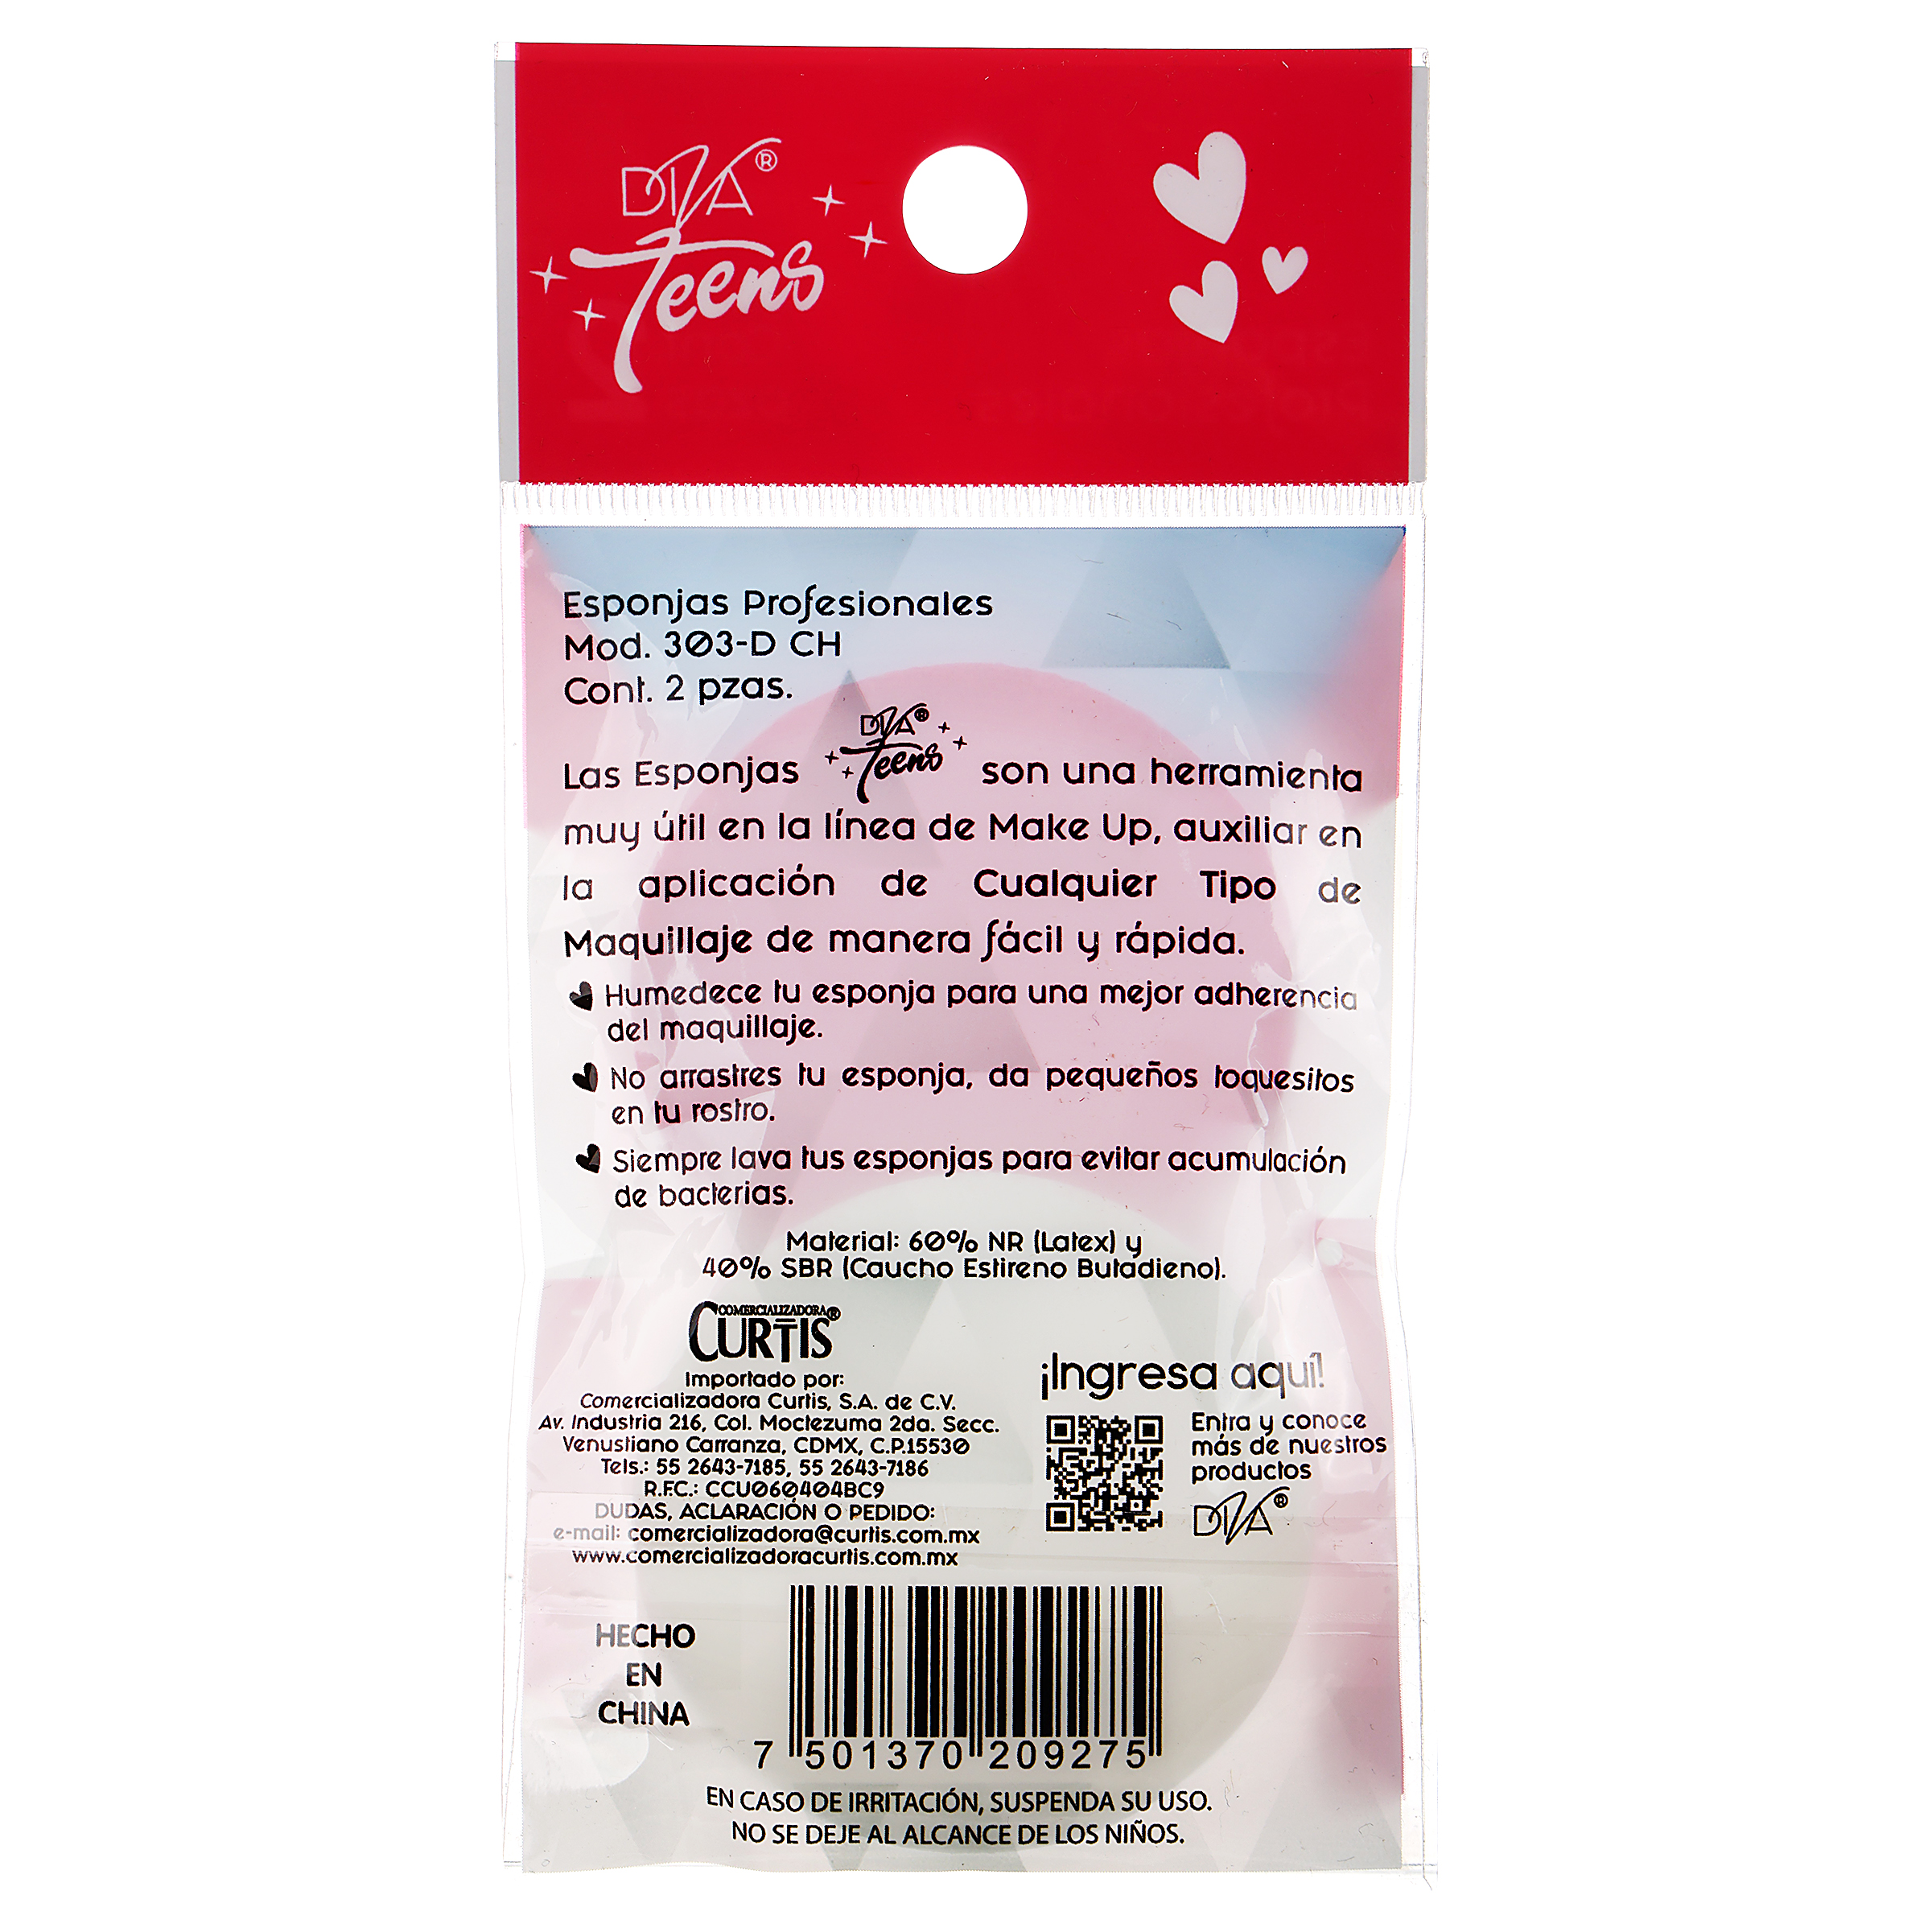 DIVA®
Teens
Esponjas Profesionales
Mod. 303-D CH
Cont. 2 pzas.
Las Esponjas DIVA® Teens son una herramienta
muy útil en la línea de Make Up, auxiliar en
la aplicación de Cualquier Tipo de
Maquillaje de manera fácil y rápida.
Humedece tu esponja para una mejor adherencia
del maquillaje.
No arrastres tu esponja, da pequeños toquesitos
en tu rostro.
Siempre lava tus esponjas para evitar acumulación
de bacterias.
Material: 60% NR (Latex) y
40% SBR (Caucho Estireno Butadieno).
COMERCIALIZADORA®
CURTIS
Importado por:
Comercializadora Curtis, S.A. de C.V.
Av. Industria 216, Col. Moctezuma 2da. Secc.
Venustiano Carranza, CDMX, C.P.15530
Tels.: 55 2643-7185, 55 2643-7186
R.F.C.: CCU060404BC9
DUDAS, ACLARACIÓN O PEDIDO:
e-mail: comercializadora@curtis.com.mx
www.comercializadoracurtis.com.mx
¡Ingresa aquí!
Entra y conoce
más de nuestros
productos
DIVA®
HECHO
EN
CHINA
7 501370 209275
EN CASO DE IRRITACIÓN, SUSPENDA SU USO.
NO SE DEJE AL ALCANCE DE LOS NIÑOS.